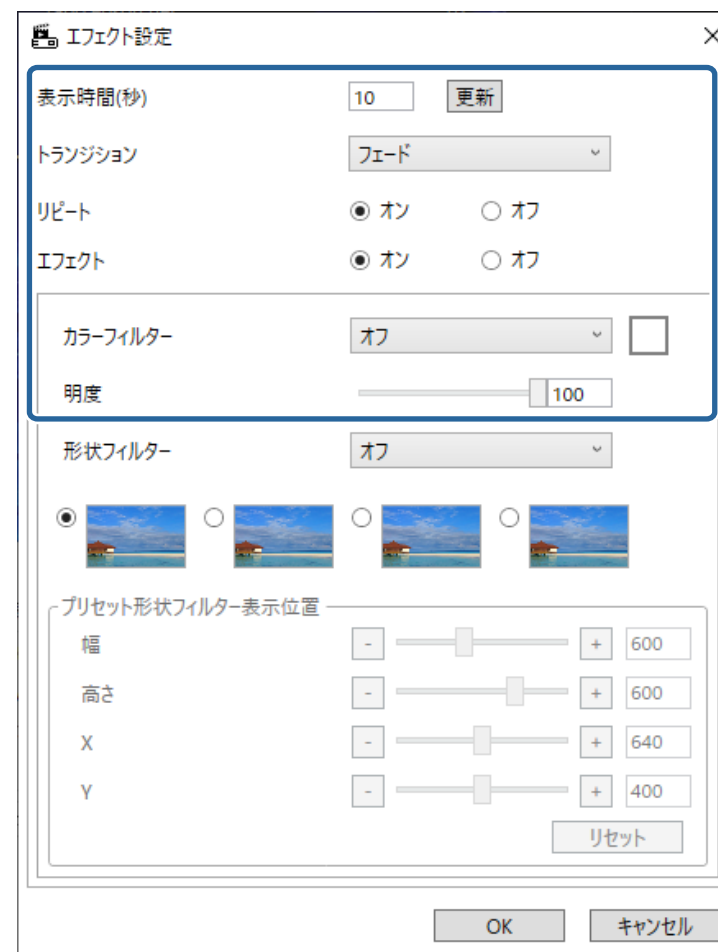 エフェクト設定
表示時間(秒) 10 更新
トランジション フェード
リピート オン オフ
エフェクト オン オフ
カラーフィルター オフ
明度 100
形状フィルター オフ
プリセット形状フィルター表示位置
幅 - + 600
高さ - + 600
X - + 640
Y - + 400
リセット
OK キャンセル